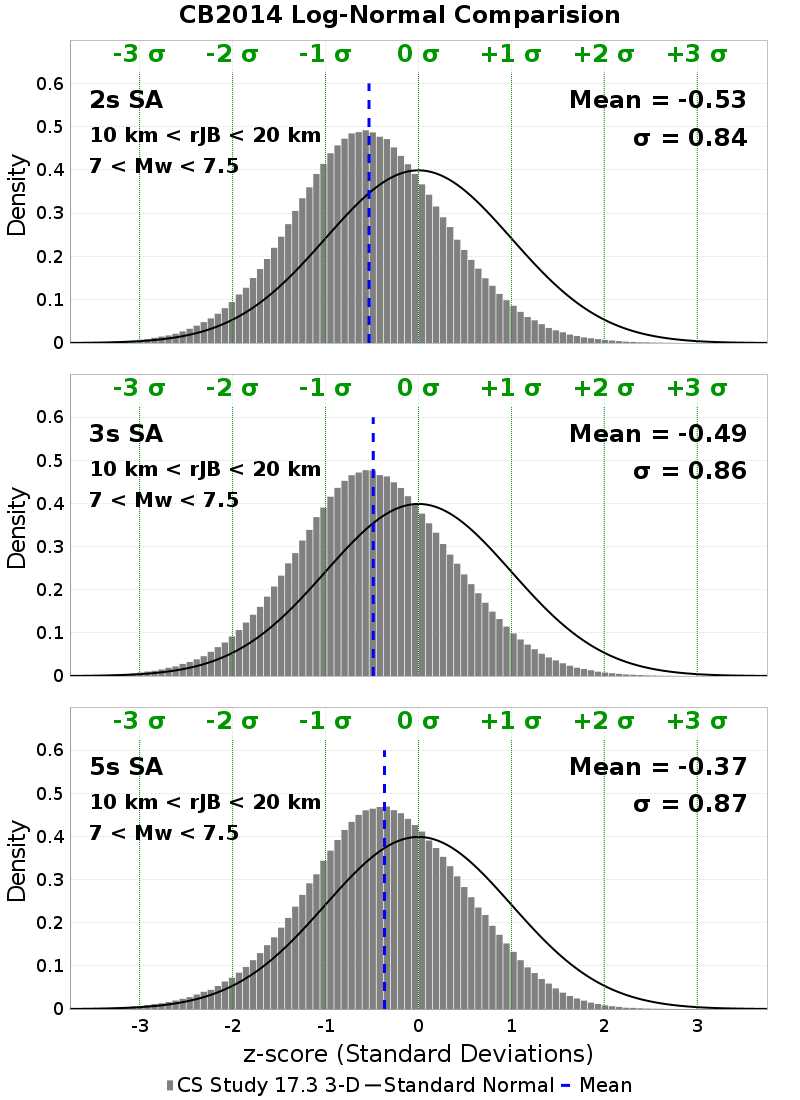 CB2014 Log-Normal Comparision
-3 σ -2 σ -1 σ 0 σ +1 σ +2 σ +3 σ
0.6
2s SA Mean = -0.53
0.5
10 km < rJB < 20 km σ = 0.84
7 < Mw < 7.5
0.4
Density
0.3
0.2
0.1
0
-3 σ -2 σ -1 σ 0 σ +1 σ +2 σ +3 σ
0.6
3s SA Mean = -0.49
0.5
10 km < rJB < 20 km σ = 0.86
7 < Mw < 7.5
0.4
Density
0.3
0.2
0.1
0
-3 σ -2 σ -1 σ 0 σ +1 σ +2 σ +3 σ
0.6
5s SA Mean = -0.37
0.5
10 km < rJB < 20 km σ = 0.87
7 < Mw < 7.5
0.4
Density
0.3
0.2
0.1
0
-3 -2 -1 0 1 2 3
z-score (Standard Deviations)
CS Study 17.3 3-D Standard Normal Mean